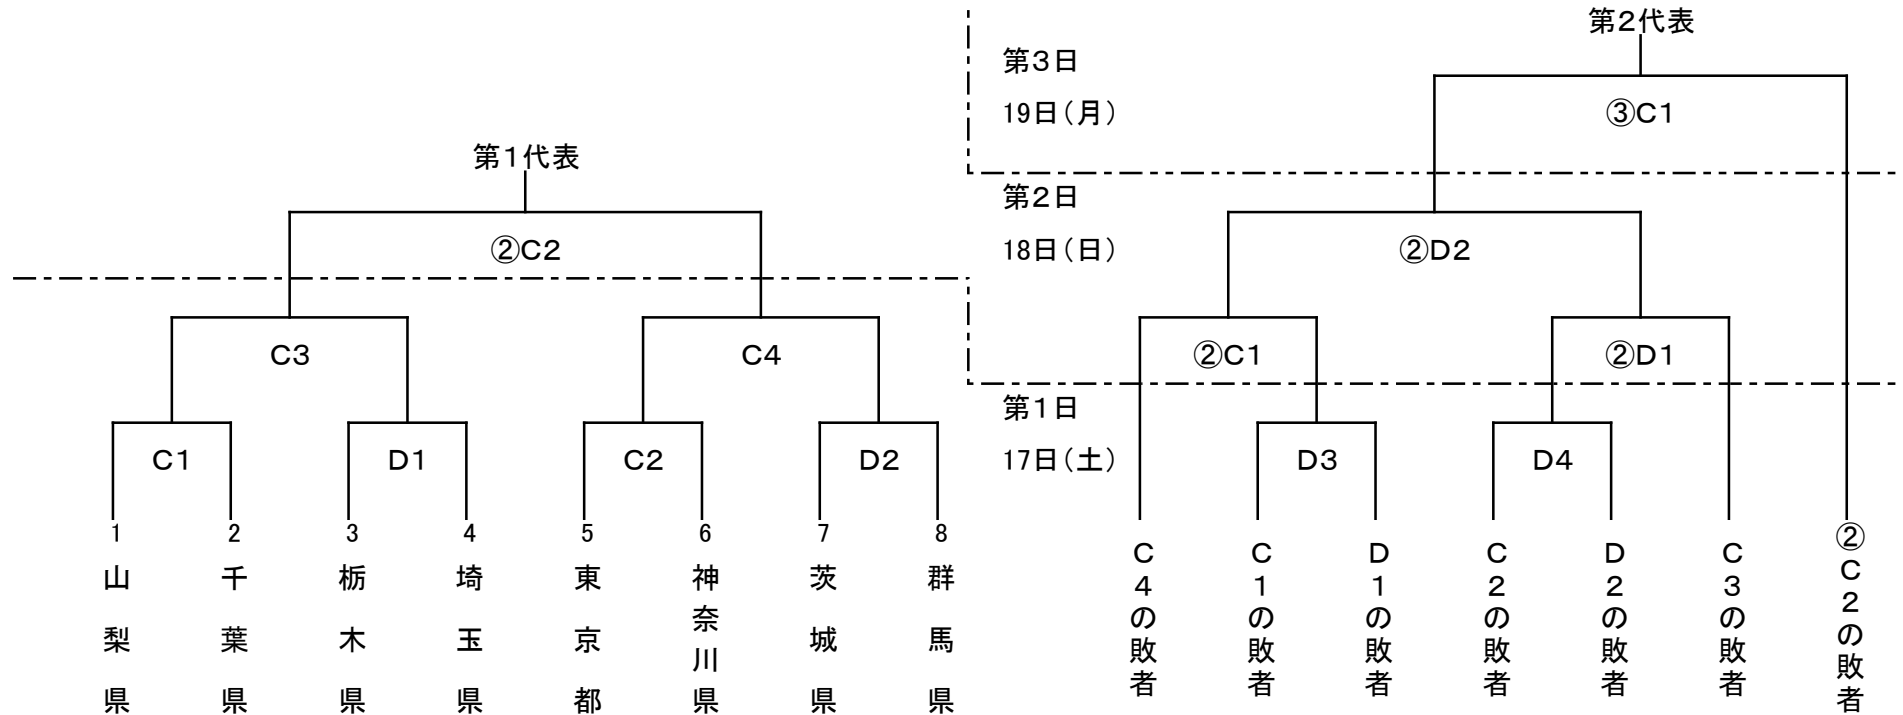 第1代表
②C2
C3
C4
C1
D1
C2
D2
1
山梨県
2
千葉県
3
栃木県
4
埼玉県
5
東京都
6
神奈川県
7
茨城県
8
群馬県
第3日
19日（月）
第2日
18日（日）
第1日
17日（土）
第2代表
③C1
②D2
②C1
②D1
D3
D4
C4の敗者
C1の敗者
D1の敗者
C2の敗者
D2の敗者
C3の敗者
②C2の敗者